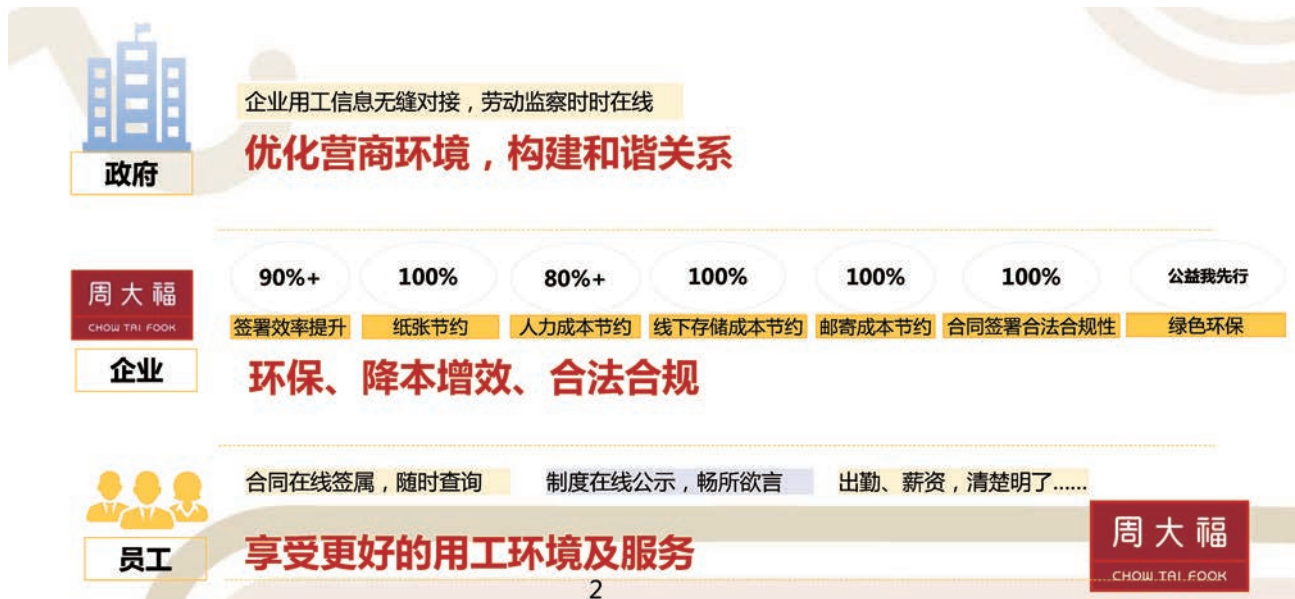 企业用工信息无缝对接，劳动监察时时在线
优化营商环境，构建和谐关系
政府
90%+ 100% 80%+ 100% 100% 100% 公益我先行
周大福
CHOW TAI FOOK
签署效率提升 纸张节约 人力成本节约 线下存储成本节约 邮寄成本节约 合同签署合法合规性 绿色环保
企业
环保、降本增效、合法合规
合同在线签属，随时查询 制度在线公示，畅所欲言 出勤、薪资，清楚明了......
员工
享受更好的用工环境及服务
周大福
CHOW TAI FOOK
2